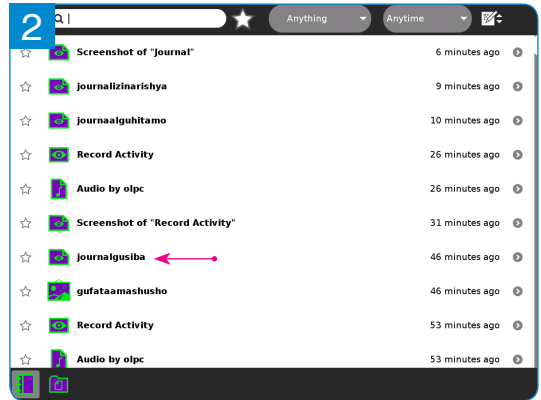 2
Anything
Anytime
Screenshot of "Journal" 6 minutes ago
journalizinarishya 9 minutes ago
journaalguhitamo 10 minutes ago
Record Activity 26 minutes ago
Audio by olpc 26 minutes ago
Screenshot of "Record Activity" 31 minutes ago
journalgusiba 46 minutes ago
gufataamashusho 46 minutes ago
Record Activity 53 minutes ago
Audio by olpc 53 minutes ago